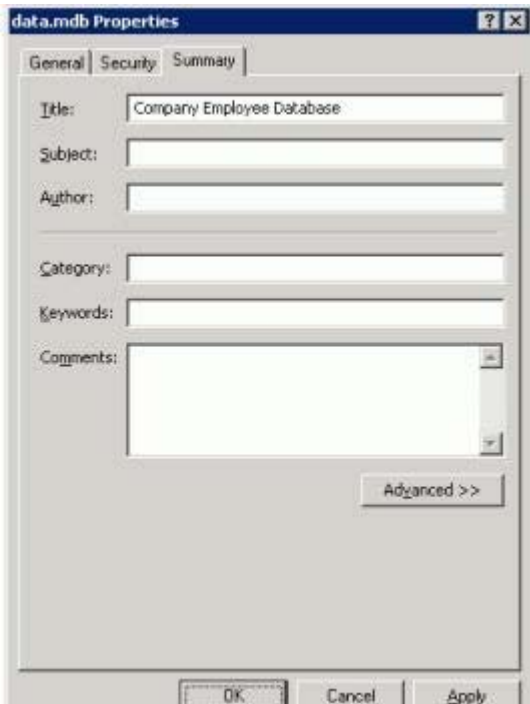 data.mdb Properties ? X
General Security Summary
Title: Company Employee Database
Subject:
Author:
Category:
Keywords:
Comments:
Advanced >>
OK Cancel Apply